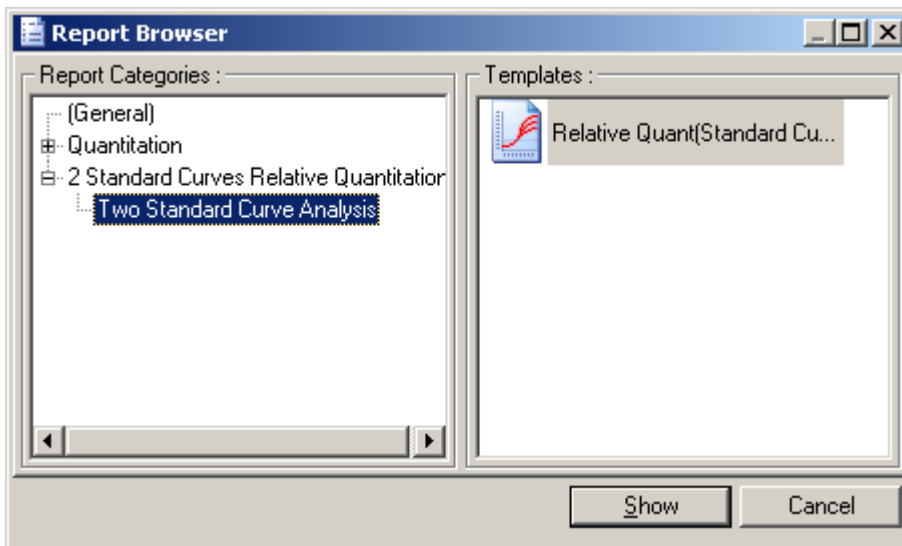 Report Browser
Report Categories :
(General)
Quantitation
2 Standard Curves Relative Quantitation
Two Standard Curve Analysis
Templates :
Relative Quant(Standard Cu...
Show
Cancel